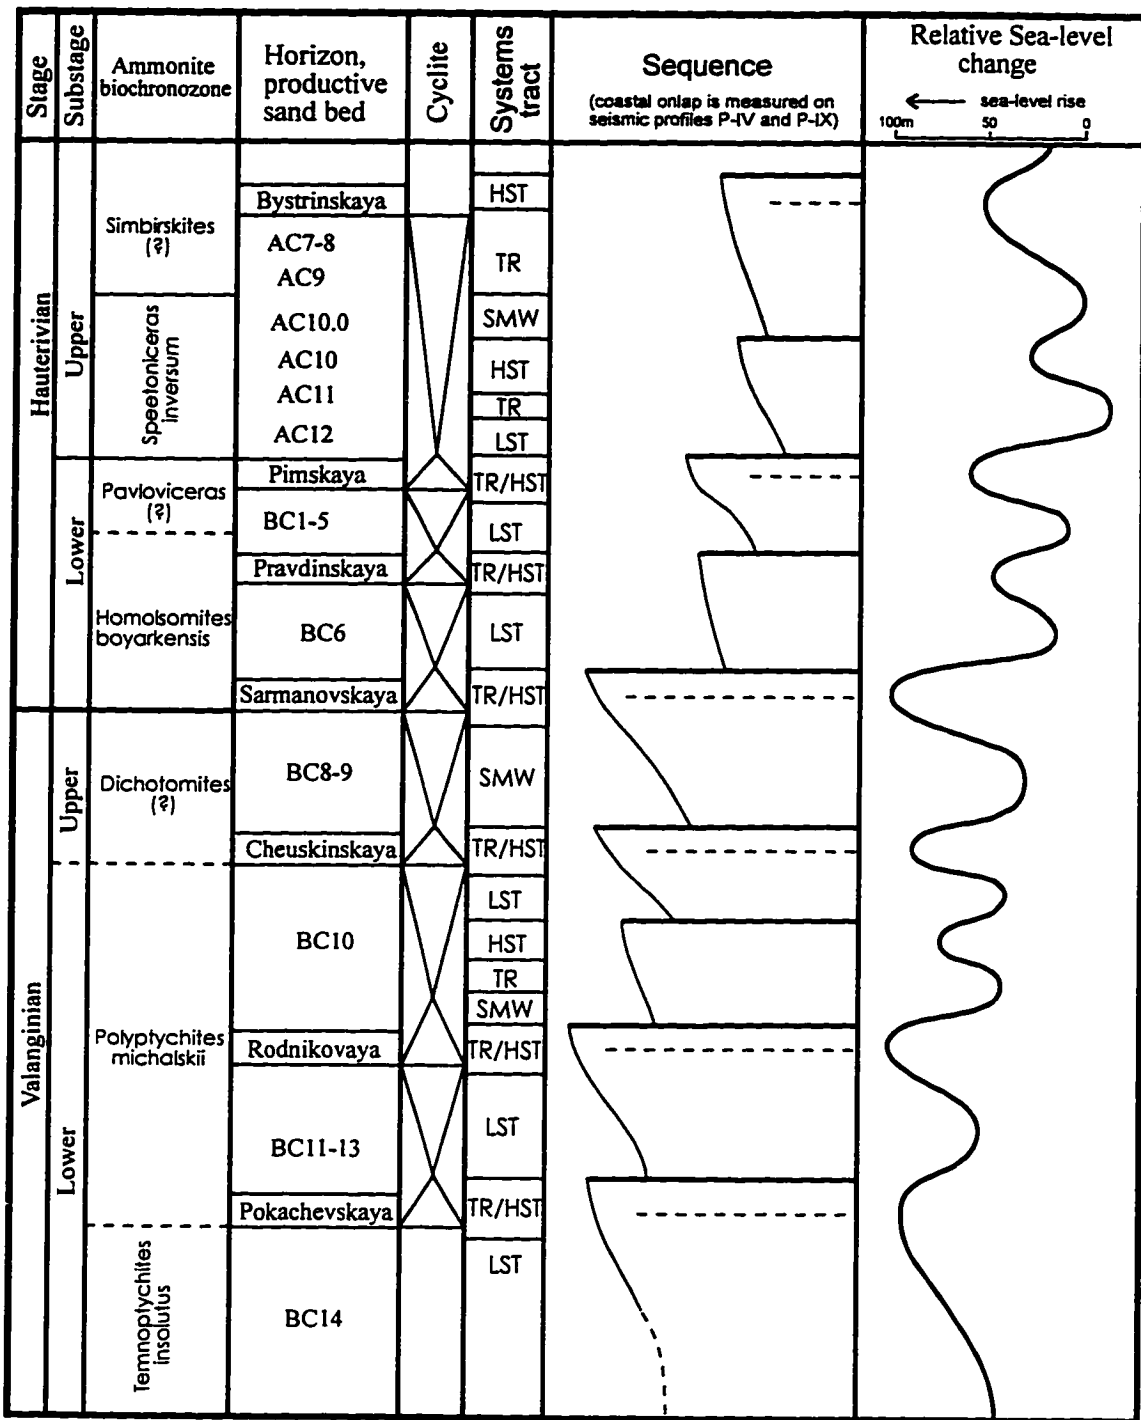 Stage
Substage
Ammonite
biochronozone
Horizon,
productive
sand bed
Cyclite
Systems
tract
Sequence
(coastal onlap is measured on
seismic profiles P-IV and P-IX)
Relative Sea-level
change
sea-level rise
100m 50 0
Hauterivian
Upper
Lower
Valanginian
Upper
Lower
Simbirskites
(?)
Speetoniceras
inversum
Pavloviceras
(?)
Homolsomites
boyarkensis
Dichotomites
(?)
Polyptychites
michalskii
Temnoptychites
insolutus
Bystrinskaya
AC7-8
AC9
AC10.0
AC10
AC11
AC12
Pimskaya
BC1-5
Pravdinskaya
BC6
Sarmanovskaya
BC8-9
Cheuskinskaya
BC10
Rodnikovaya
BC11-13
Pokachevskaya
BC14
HST
TR
SMW
HST
TR
LST
TR/HST
LST
TR/HST
LST
TR/HST
SMW
TR/HST
LST
HST
TR
SMW
TR/HST
LST
TR/HST
LST